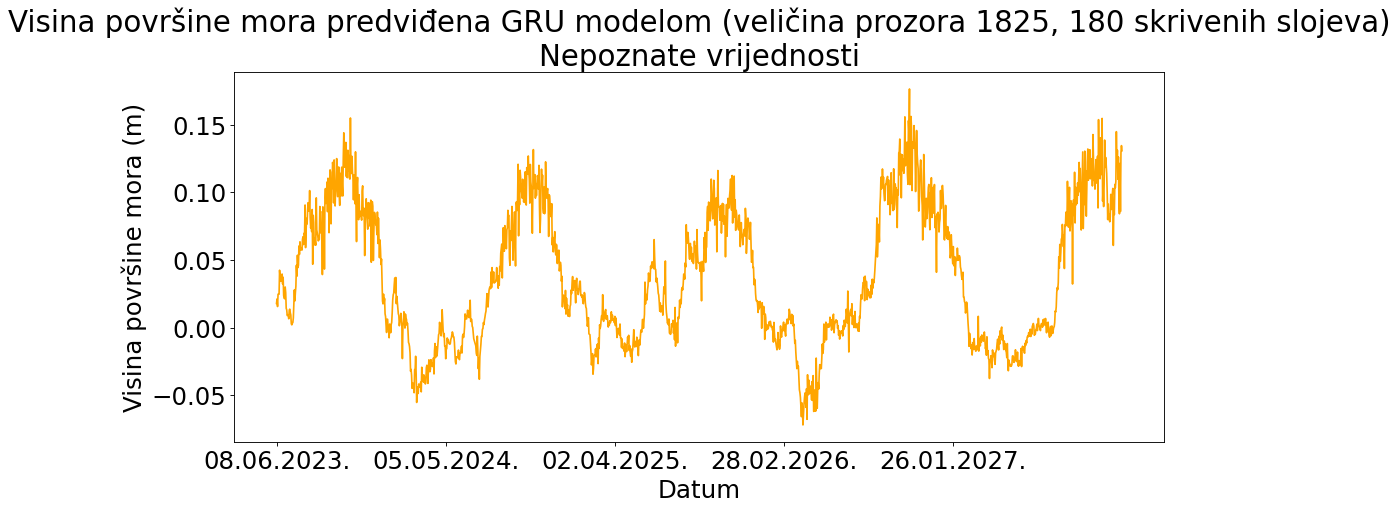 Visina površine mora predviđena GRU modelom (veličina prozora 1825, 180 skrivenih slojeva)
Nepoznate vrijednosti
Visina površine mora (m)
0.15
0.10
0.05
0.00
−0.05
08.06.2023. 05.05.2024. 02.04.2025. 28.02.2026. 26.01.2027.
Datum